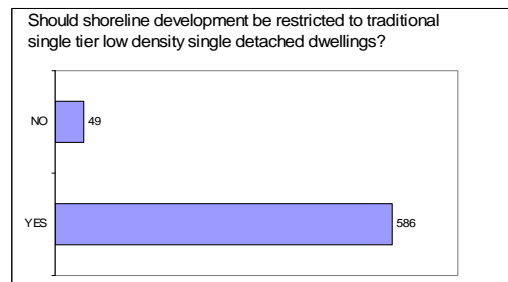 Should shoreline development be restricted to traditional
single tier low density single detached dwellings?
NO
49
YES
586